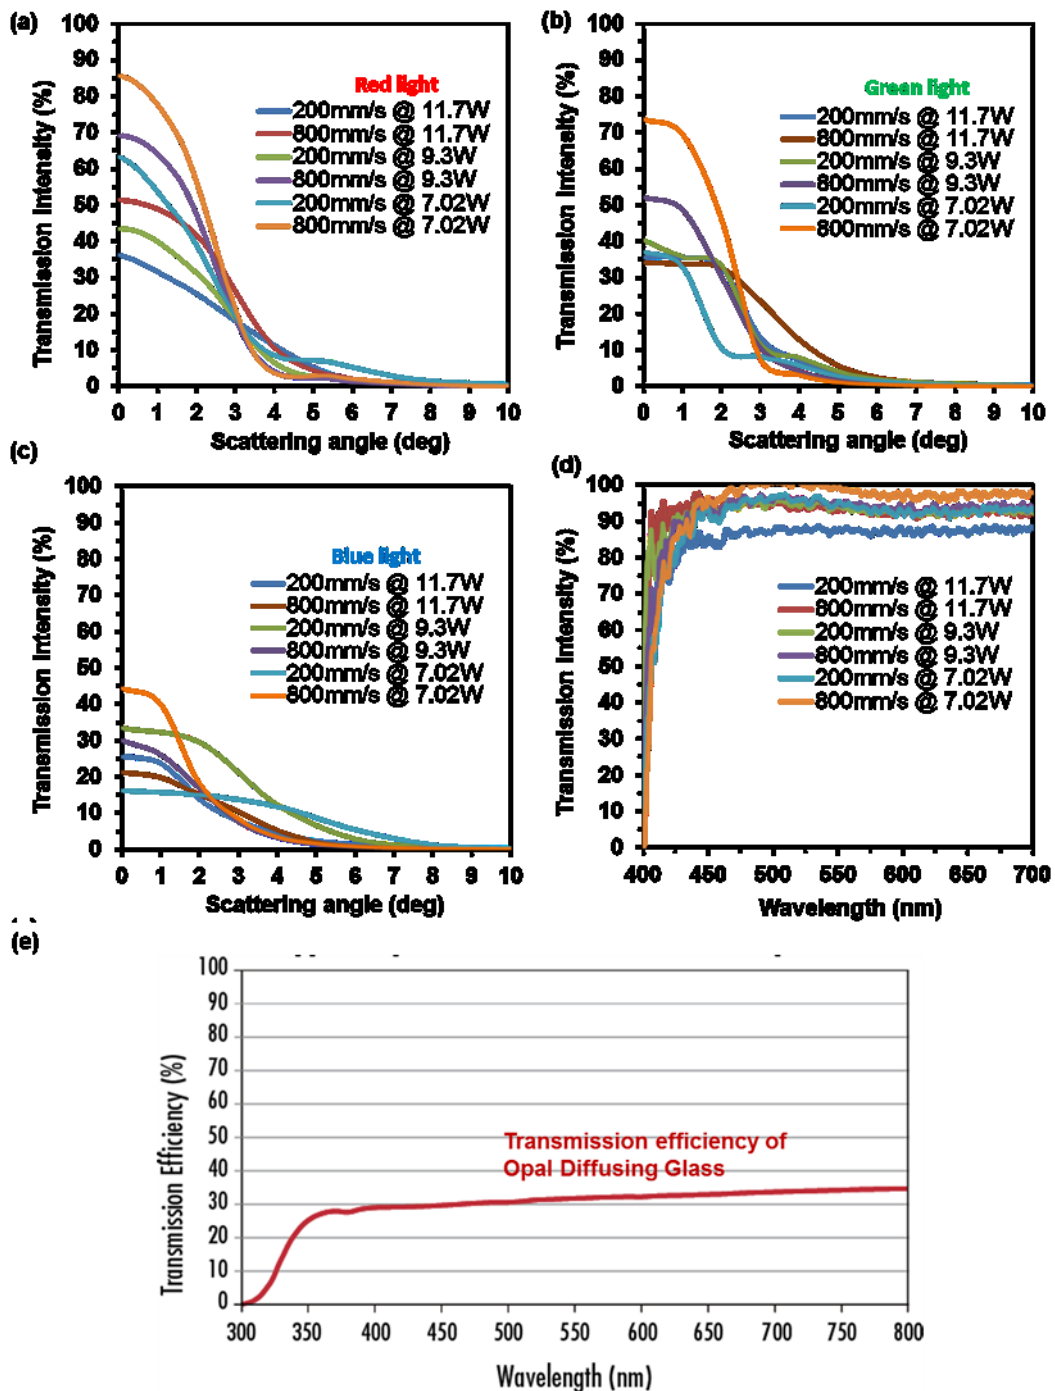 (a)
Transmission Intensity (%)
100
90
80
70
60
50
40
30
20
10
0
Red light
200mm/s @ 11.7W
800mm/s @ 11.7W
200mm/s @ 9.3W
800mm/s @ 9.3W
200mm/s @ 7.02W
800mm/s @ 7.02W
0 1 2 3 4 5 6 7 8 9 10
Scattering angle (deg)
(b)
Transmission Intensity (%)
100
90
80
70
60
50
40
30
20
10
0
Green light
200mm/s @ 11.7W
800mm/s @ 11.7W
200mm/s @ 9.3W
800mm/s @ 9.3W
200mm/s @ 7.02W
800mm/s @ 7.02W
0 1 2 3 4 5 6 7 8 9 10
Scattering angle (deg)
(c)
Transmission Intensity (%)
100
90
80
70
60
50
40
30
20
10
0
Blue light
200mm/s @ 11.7W
800mm/s @ 11.7W
200mm/s @ 9.3W
800mm/s @ 9.3W
200mm/s @ 7.02W
800mm/s @ 7.02W
0 1 2 3 4 5 6 7 8 9 10
Scattering angle (deg)
(d)
Transmission Intensity (%)
100
90
80
70
60
50
40
30
20
10
0
200mm/s @ 11.7W
800mm/s @ 11.7W
200mm/s @ 9.3W
800mm/s @ 9.3W
200mm/s @ 7.02W
800mm/s @ 7.02W
400 450 500 550 600 650 700
Wavelength (nm)
(e)
Transmission Efficiency (%)
100
90
80
70
60
50
40
30
20
10
0
Transmission efficiency of
Opal Diffusing Glass
300 350 400 450 500 550 600 650 700 750 800
Wavelength (nm)